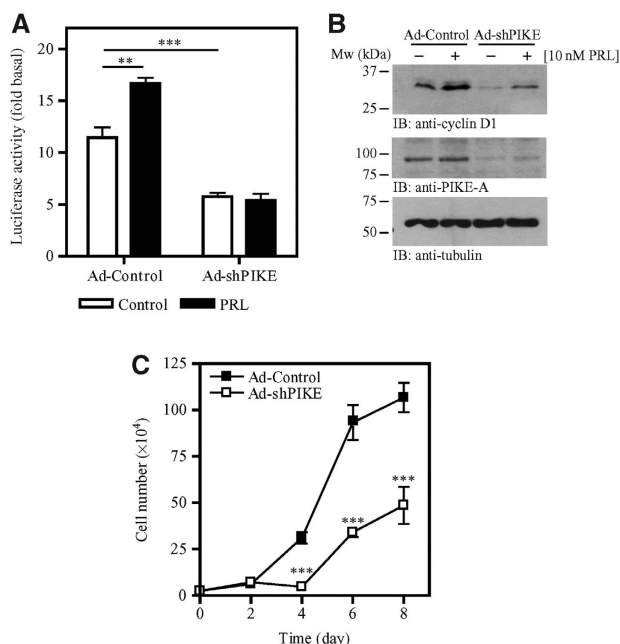 A
Luciferase activity (fold basal)
20
15
10
5
0
***
**
Ad-Control Ad-shPIKE
Control PRL
B
Ad-Control Ad-shPIKE
Mw (kDa) − + − + [10 nM PRL]
37
25
IB: anti-cyclin D1
100
75
IB: anti-PIKE-A
75
50
IB: anti-tubulin
C
Cell number (×10⁴)
125
100
75
50
25
0
Ad-Control
Ad-shPIKE
***
***
***
0 2 4 6 8
Time (day)